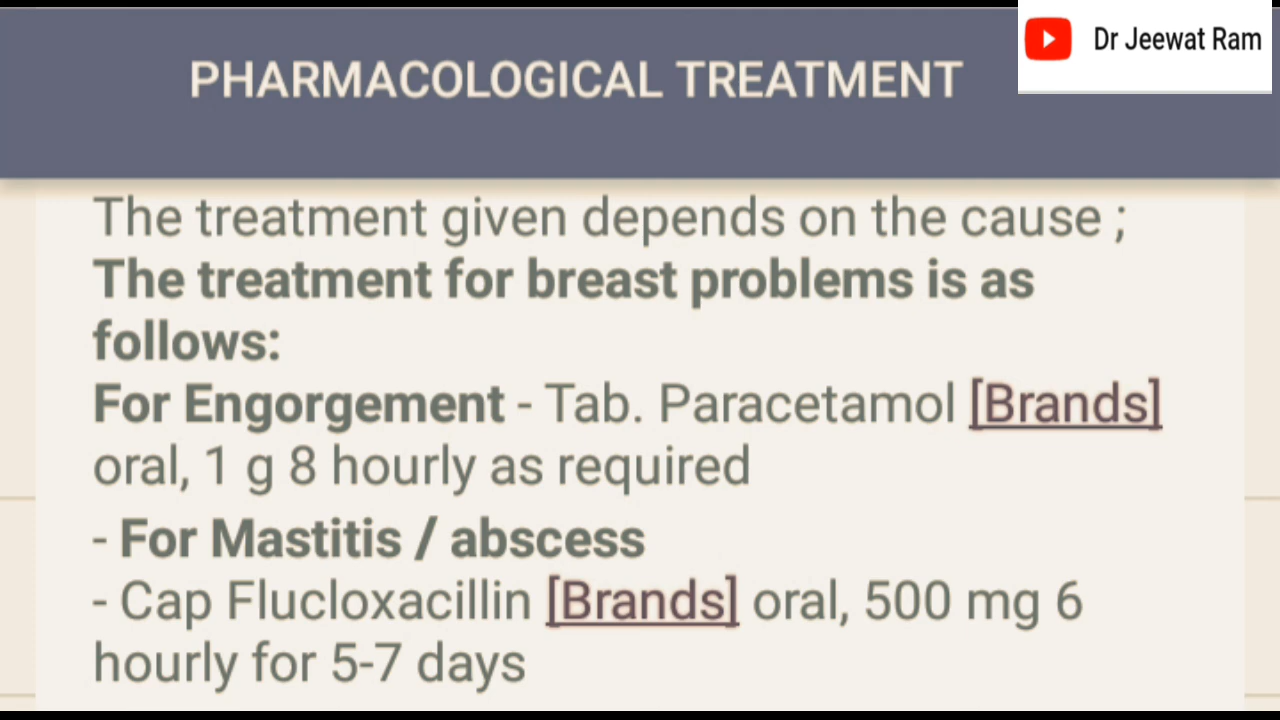 PHARMACOLOGICAL TREATMENT
Dr Jeewat Ram
The treatment given depends on the cause ;
The treatment for breast problems is as
follows:
For Engorgement - Tab. Paracetamol [Brands]
oral, 1 g 8 hourly as required
- For Mastitis / abscess
- Cap Flucloxacillin [Brands] oral, 500 mg 6
hourly for 5-7 days